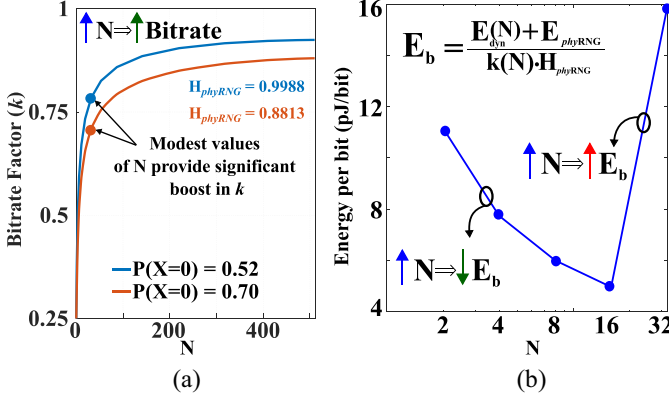 N⇒ Bitrate
H_phyRNG = 0.9988
H_phyRNG = 0.8813
Modest values
of N provide significant
boost in k
P(X=0) = 0.52
P(X=0) = 0.70
Bitrate Factor (k)
1
0.75
0.5
0.25
0
200
400
N
(a)
E_b = E_dyn(N) + E_phyRNG
k(N)·H_phyRNG
N⇒ E_b
N⇒ E_b
Energy per bit (pJ/bit)
16
12
8
4
2
4
8
16
32
N
(b)